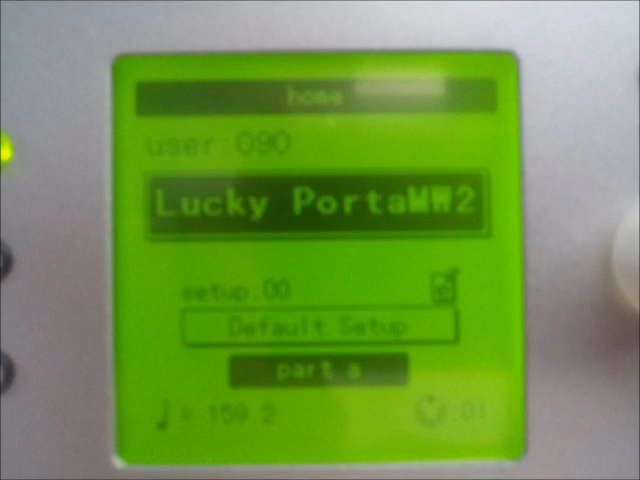 home
user:090
Lucky PortaMW2
setup:00
Default Setup
part a
♩= 159.2
:01